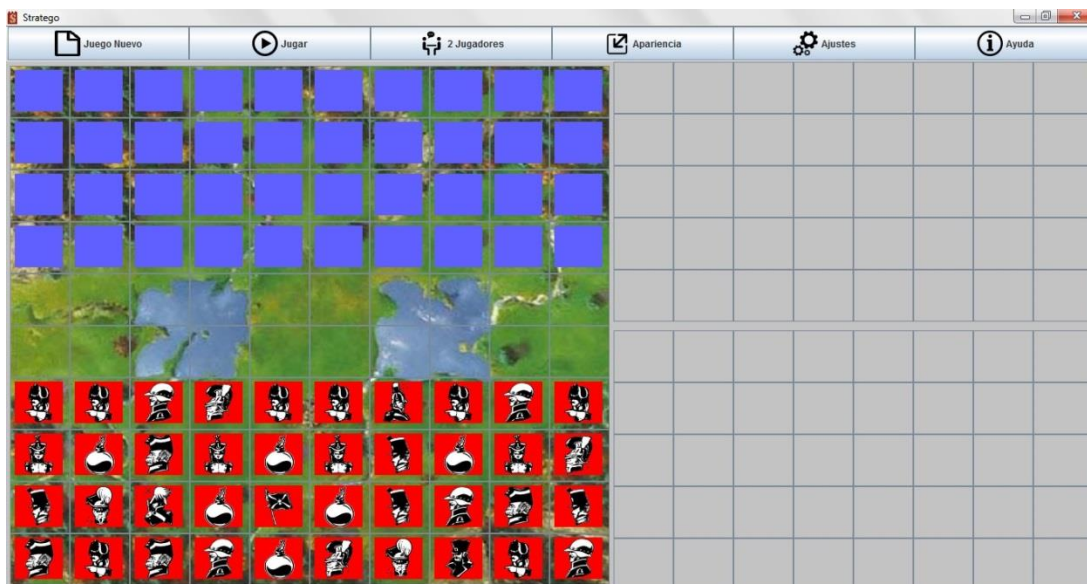 Stratego
Juego Nuevo
Jugar
2 Jugadores
Apariencia
Ajustes
Ayuda